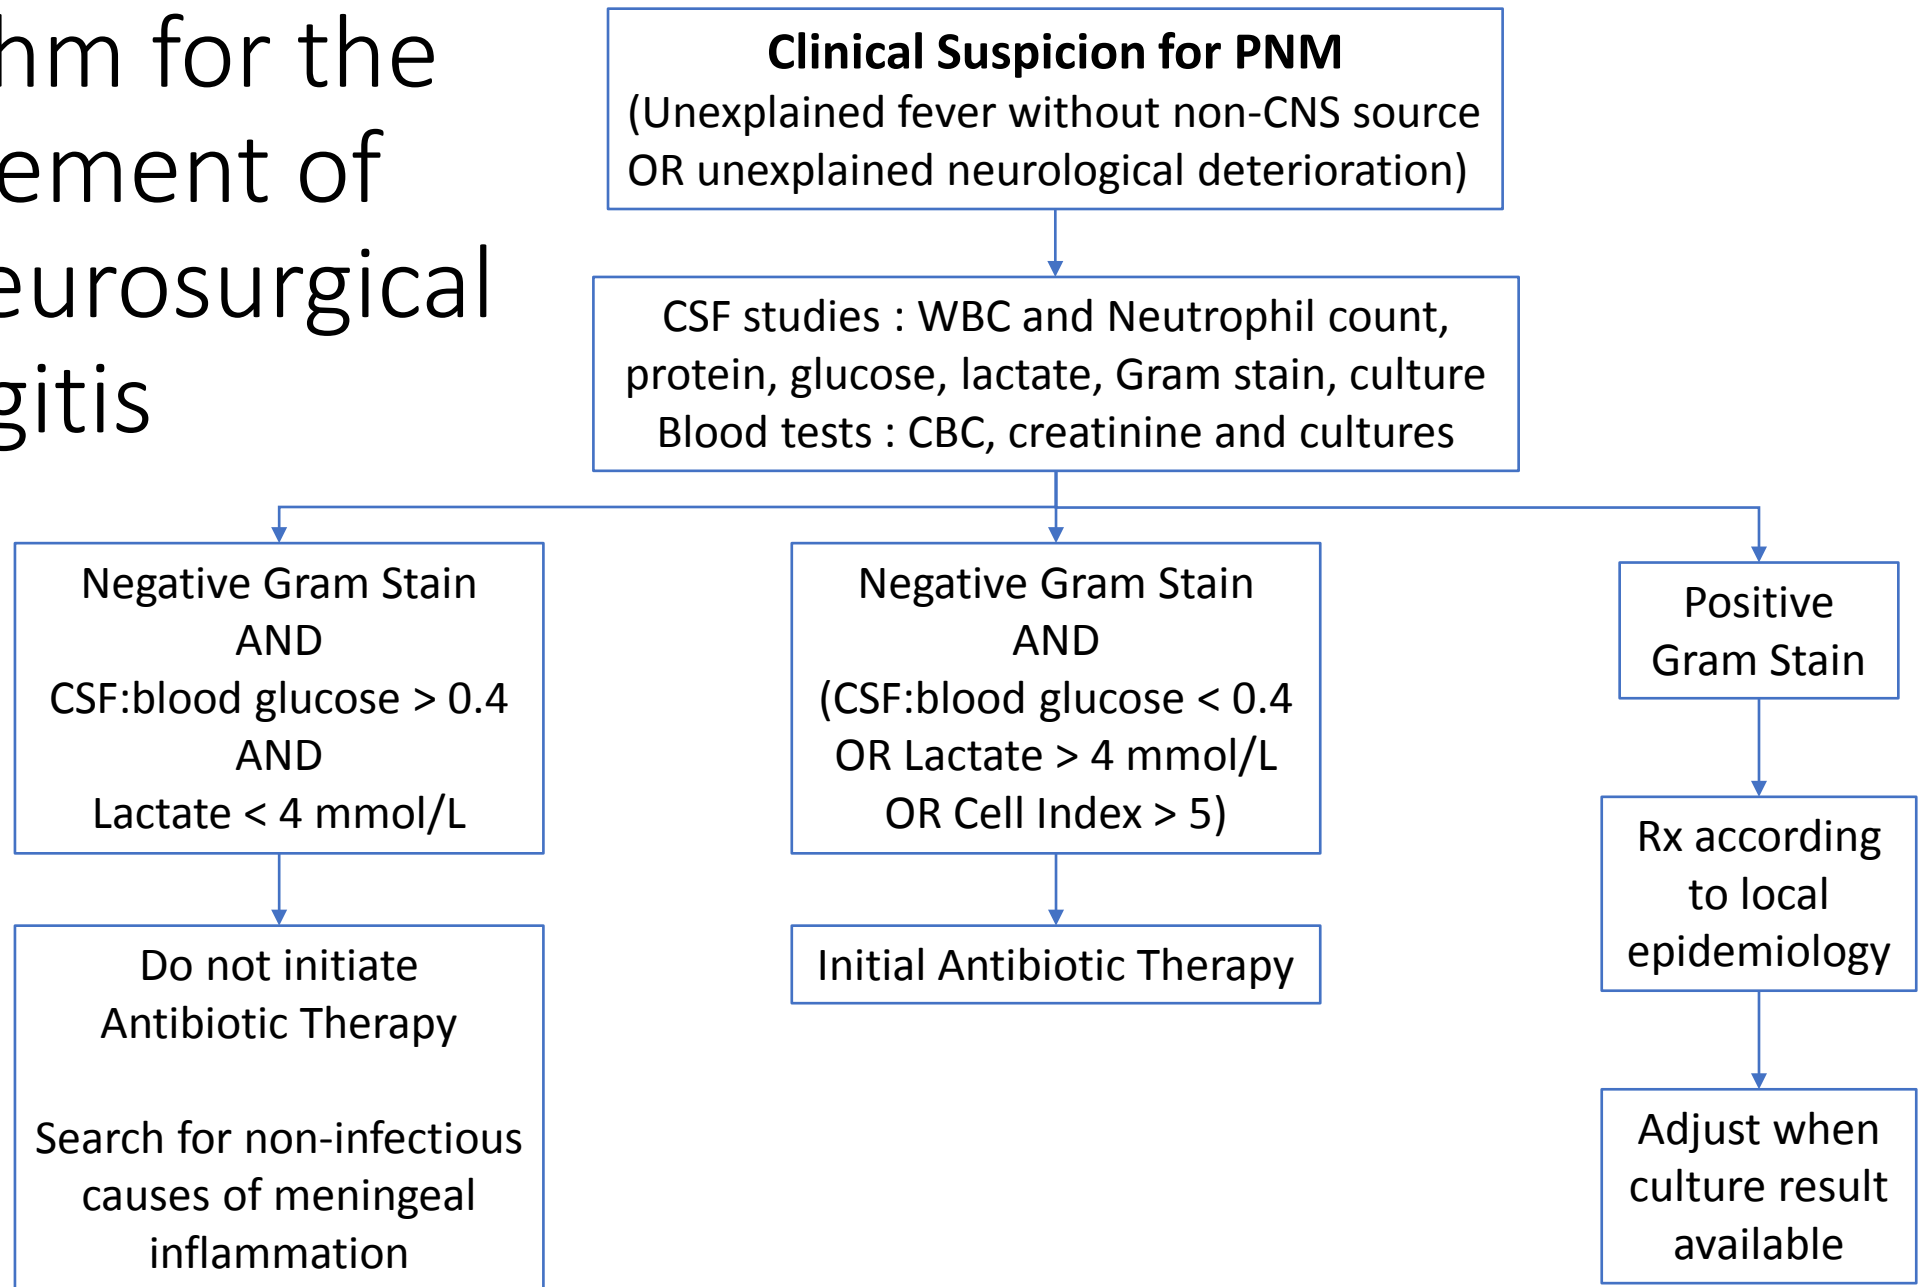 hm for the
ement of
eurosurgical
gitis
Clinical Suspicion for PNM
(Unexplained fever without non-CNS source
OR unexplained neurological deterioration)
CSF studies : WBC and Neutrophil count,
protein, glucose, lactate, Gram stain, culture
Blood tests : CBC, creatinine and cultures
Negative Gram Stain
AND
CSF:blood glucose > 0.4
AND
Lactate < 4 mmol/L
Do not initiate
Antibiotic Therapy
Search for non-infectious
causes of meningeal
inflammation
Negative Gram Stain
AND
(CSF:blood glucose < 0.4
OR Lactate > 4 mmol/L
OR Cell Index > 5)
Initial Antibiotic Therapy
Positive
Gram Stain
Rx according
to local
epidemiology
Adjust when
culture result
available